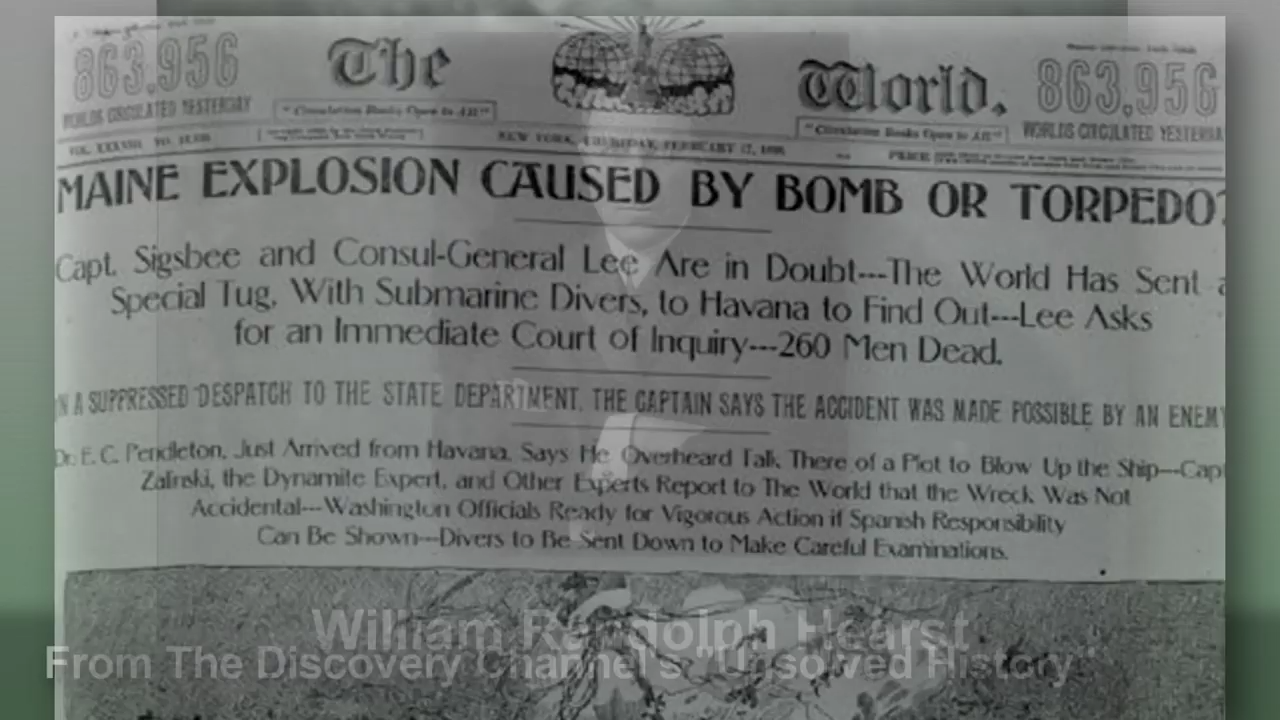 863,956
WORLDS CIRCULATED YESTERDAY
The World.
"Circulation Books Open to All"
"Circulation Books Open to All"
863,956
WORLDS CIRCULATED YESTERDA
NEW YORK, THURSDAY, FEBRUARY 17, 1898.
PRICE
MAINE EXPLOSION CAUSED BY BOMB OR TORPEDO?
Capt. Sigsbee and Consul-General Lee Are in Doubt---The World Has Sent a
Special Tug, With Submarine Divers, to Havana to Find Out---Lee Asks
for an Immediate Court of Inquiry---260 Men Dead.
N A SUPPRESSED DESPATCH TO THE STATE DEPARTMENT, THE CAPTAIN SAYS THE ACCIDENT WAS MADE POSSIBLE BY AN ENEMY
Dr. E. C. Pendleton, Just Arrived from Havana, Says He Overheard Talk There of a Plot to Blow Up the Ship---Capt
Zalinski, the Dynamite Expert, and Other Experts Report to The World that the Wreck Was Not
Accidental---Washington Officials Ready for Vigorous Action if Spanish Responsibility
Can Be Shown---Divers to Be Sent Down to Make Careful Examinations.
William Randolph Hearst
From The Discovery Channel's "Unsolved History"